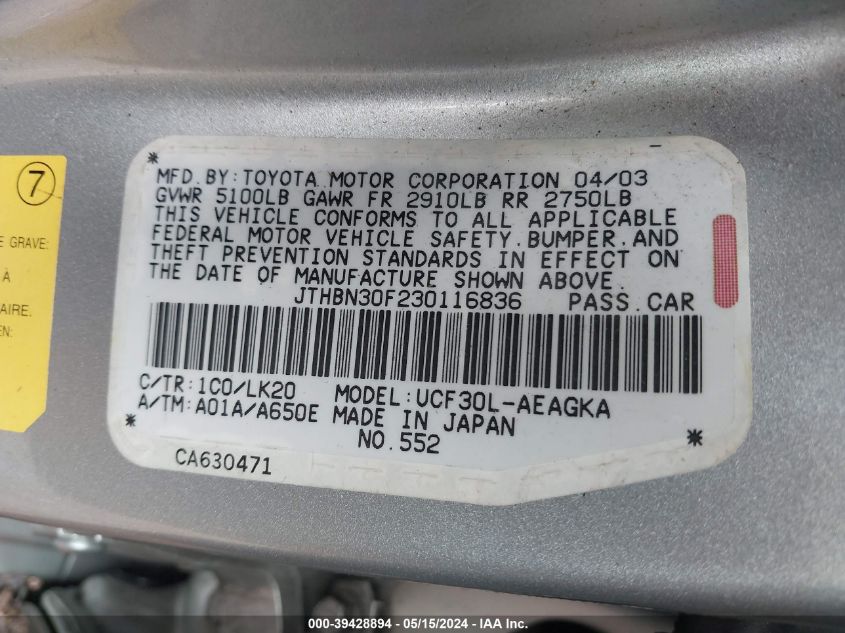 7
E GRAVE:
À
AIRE.
EN:
MFD.BY:TOYOTA MOTOR CORPORATION 04/03
GVWR 5100LB GAWR FR 2910LB RR 2750LB
THIS VEHICLE CONFORMS TO ALL APPLICABLE
FEDERAL MOTOR VEHICLE SAFETY.BUMPER.AND
THEFT PREVENTION STANDARDS IN EFFECT ON
THE DATE OF MANUFACTURE SHOWN ABOVE.
JTHBN30F230116836 PASS.CAR
C/TR:1C0/LK20 MODEL:UCF30L-AEAGKA
A/TM:A01A/A650E MADE IN JAPAN
NO.552
CA630471
000-39428894 - 05/15/2024 - IAA Inc.